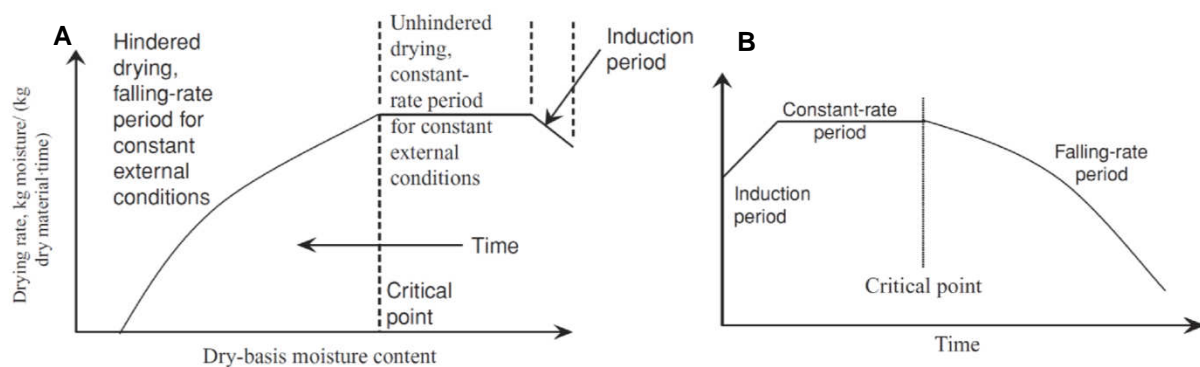 A
Hindered
drying,
falling-rate
period for
constant
external
conditions
Unhindered
drying,
constant-
rate period
for constant
external
conditions
Induction
period
Time
Critical
point
Drying rate, kg moisture/ (kg
dry material·time)
Dry-basis moisture content
B
Constant-rate
period
Falling-rate
period
Induction
period
Critical point
Time